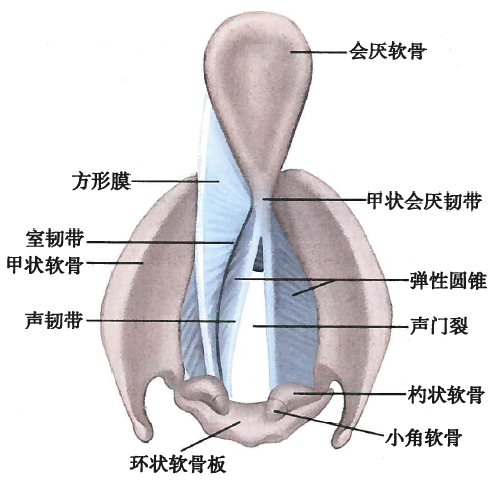 会厌软骨
方形膜
甲状会厌韧带
室韧带
甲状软骨
弹性圆锥
声韧带
声门裂
杓状软骨
小角软骨
环状软骨板